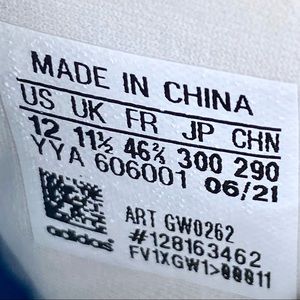 MADE IN CHINA
US UK FR JP CHN
12 11½ 46⅔ 300 290
YYA 606001 06/21
adidas
ART GW0262
#128163462
FV1XGW1>00011